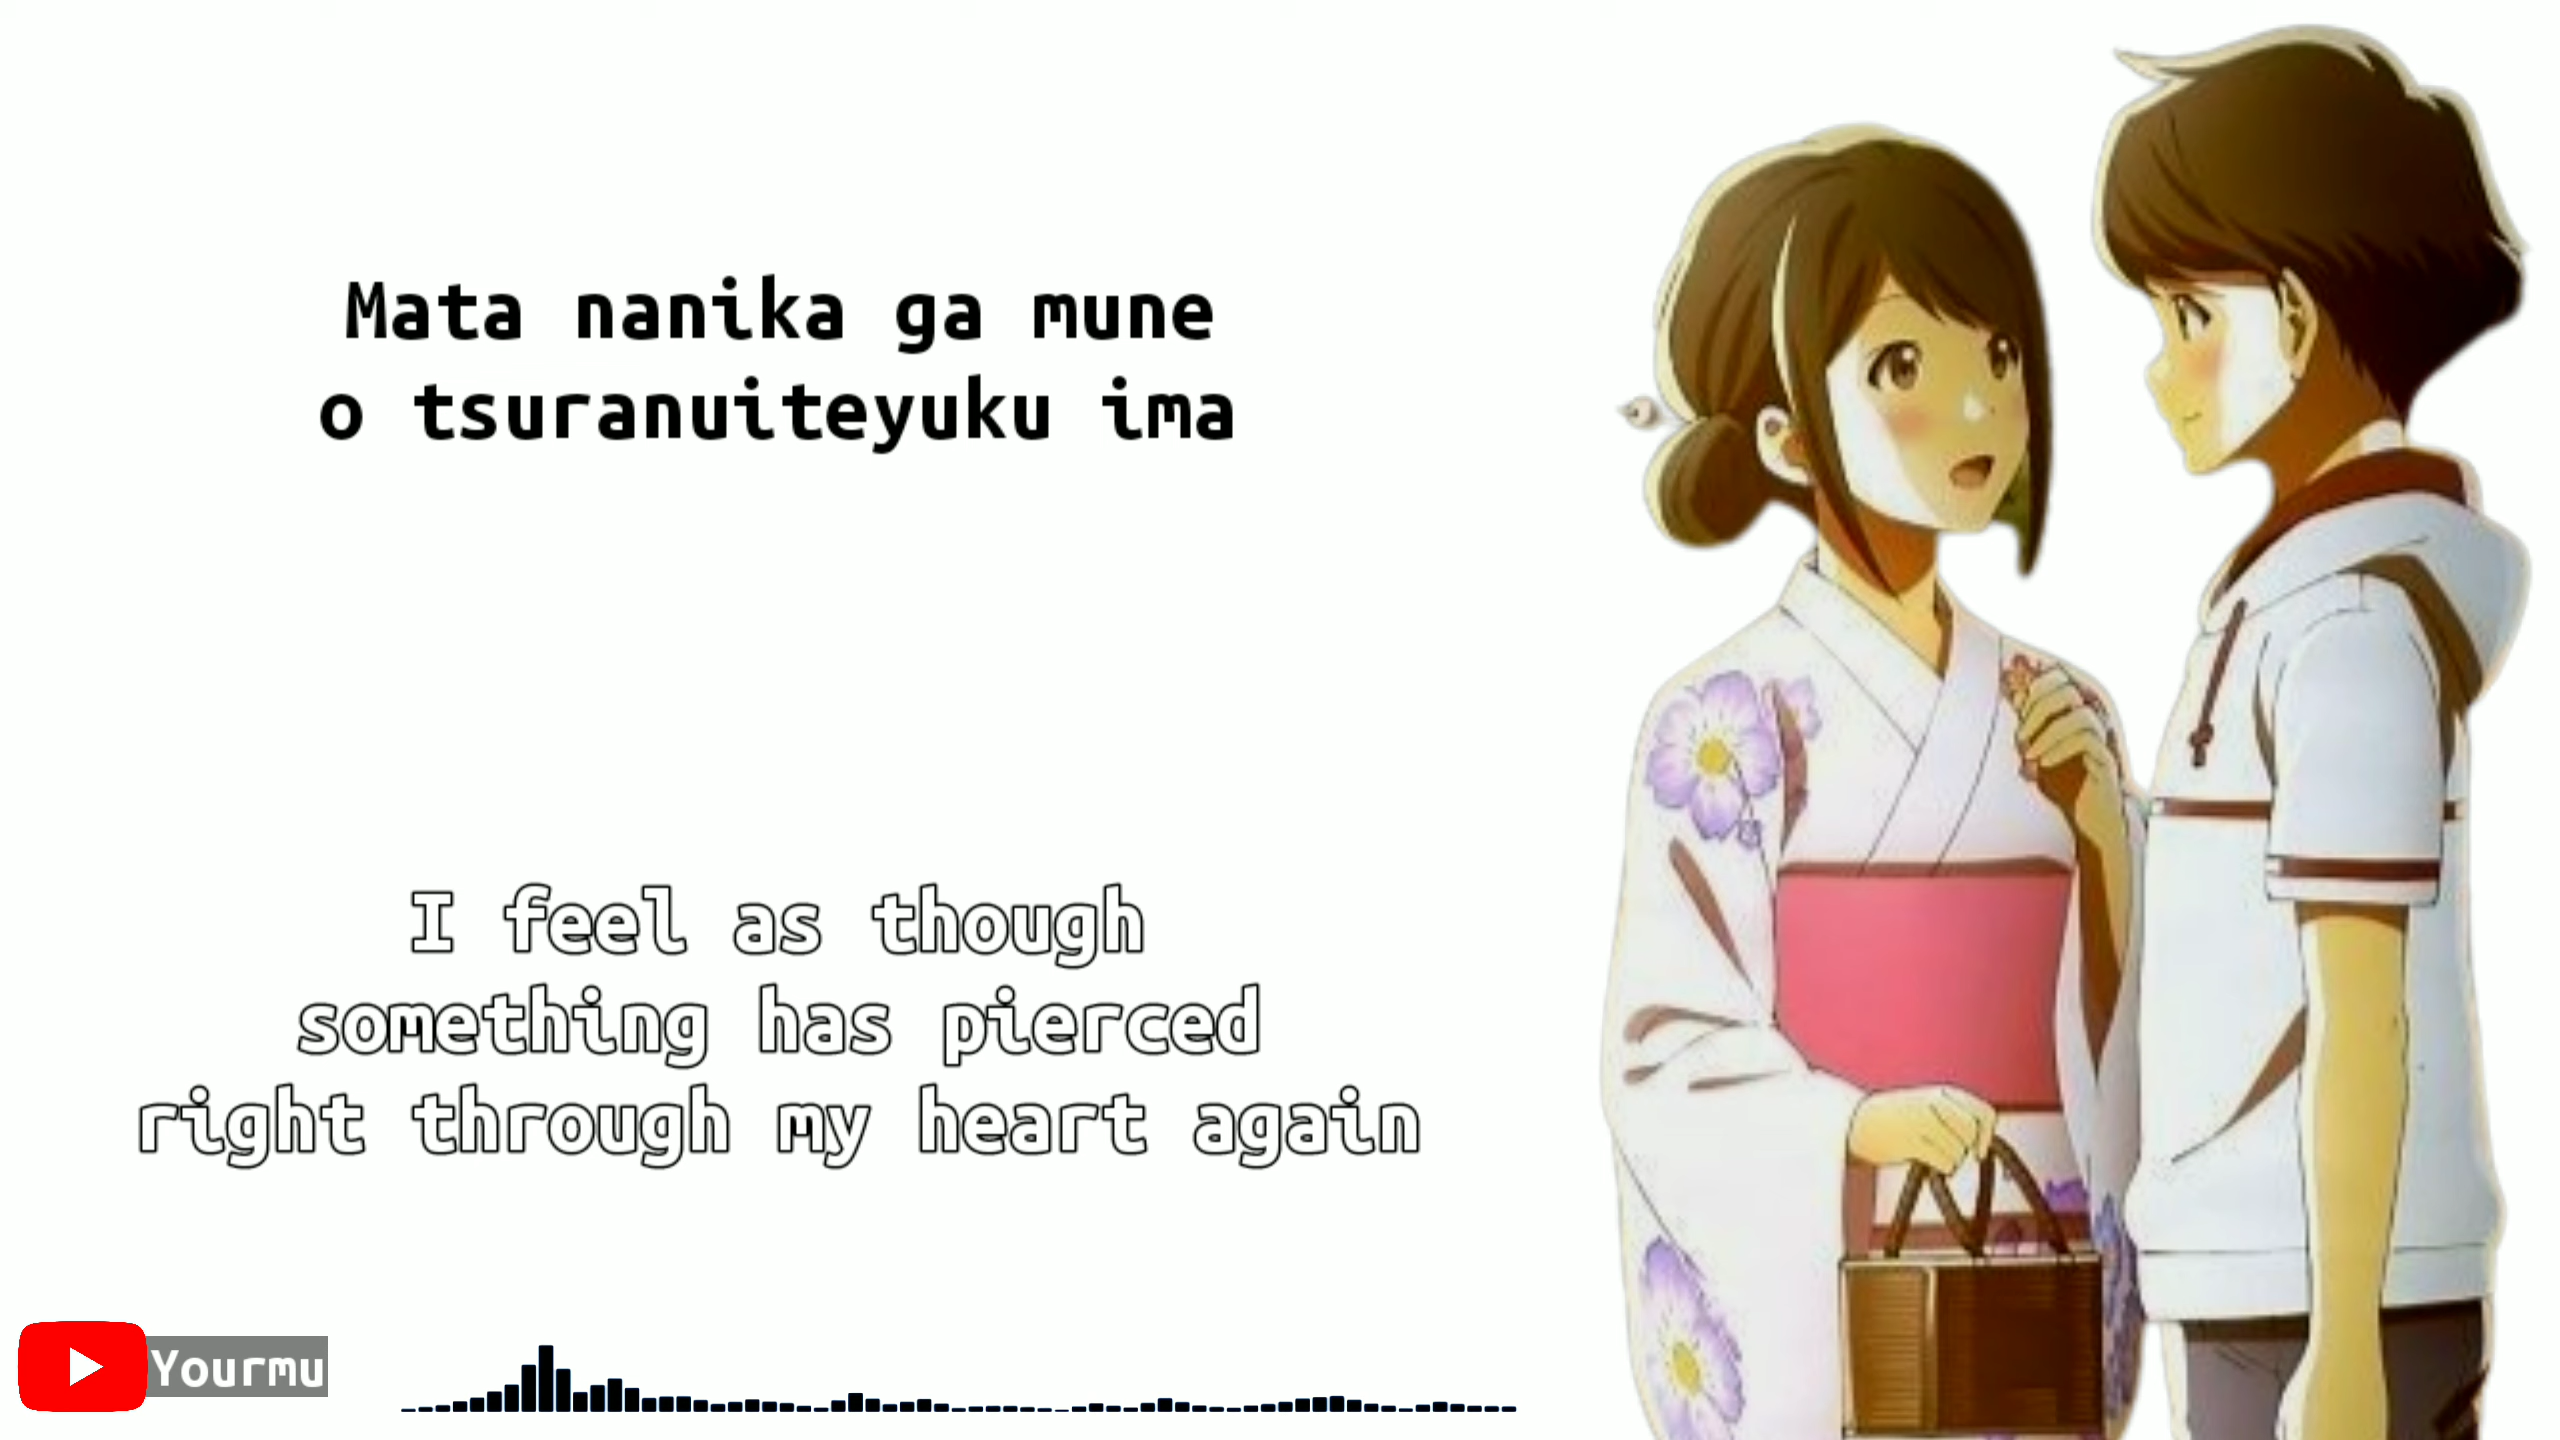 Mata nanika ga mune
o tsuranuiteyuku ima
I feel as though
something has pierced
right through my heart again
Yourmu